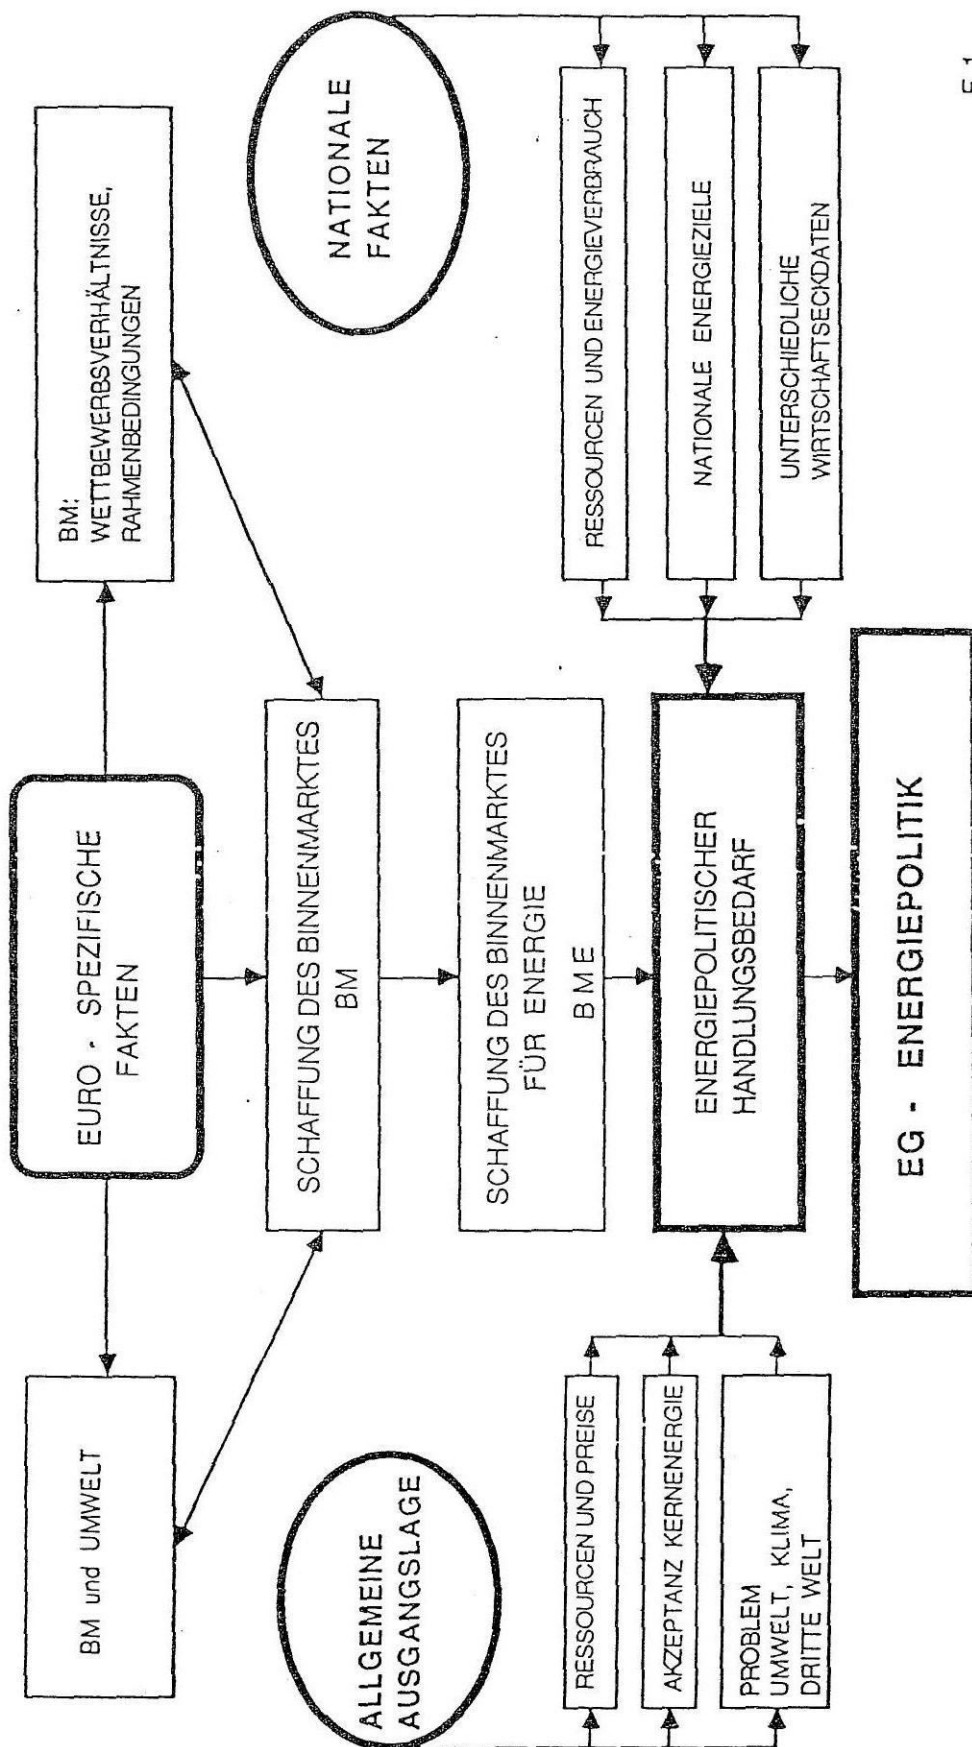 EURO - SPEZIFISCHE
FAKTEN
BM und UMWELT
BM:
WETTBEWERBSVERHÄLTNISSE,
RAHMENBEDINGUNGEN
SCHAFFUNG DES BINNENMARKTES
BM
ALLGEMEINE
AUSGANGSLAGE
NATIONALE
FAKTEN
SCHAFFUNG DES BINNENMARKTES
FÜR ENERGIE
B M E
RESSOURCEN UND PREISE
AKZEPTANZ KERNENERGIE
PROBLEM
UMWELT, KLIMA,
DRITTE WELT
ENERGIEPOLITISCHER
HANDLUNGSBEDARF
RESSOURCEN UND ENERGIEVERBRAUCH
NATIONALE ENERGIEZIELE
UNTERSCHIEDLICHE
WIRTSCHAFTSECKDATEN
EG - ENERGIEPOLITIK